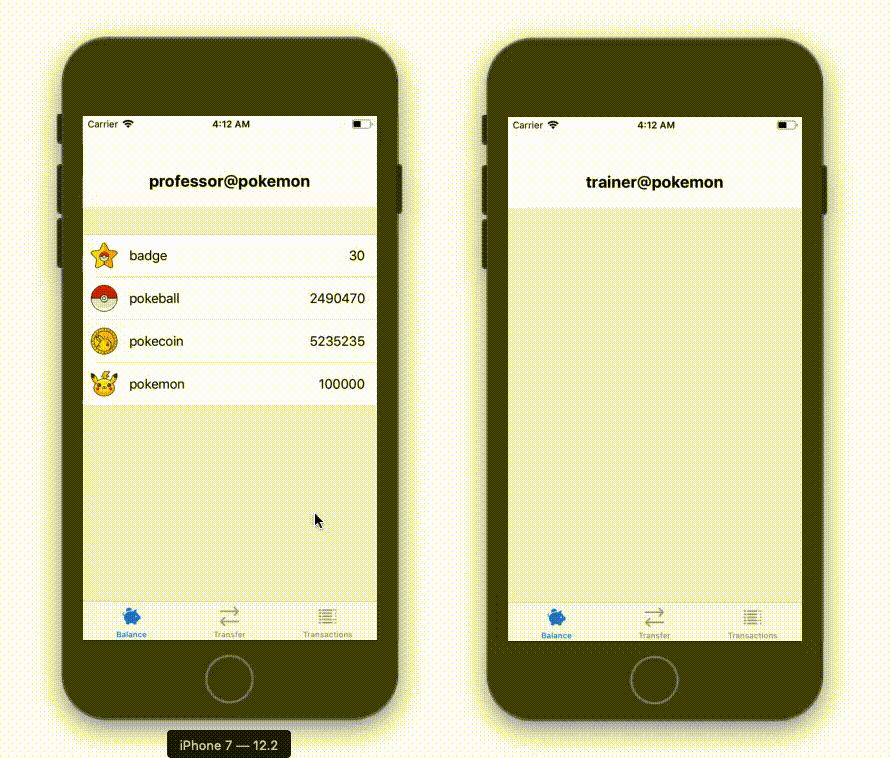 Carrier 4:12 AM
professor@pokemon
badge 30
pokeball 2490470
pokecoin 5235235
pokemon 100000
Balance Transfer Transactions
iPhone 7 — 12.2
Carrier 4:12 AM
trainer@pokemon
Balance Transfer Transactions